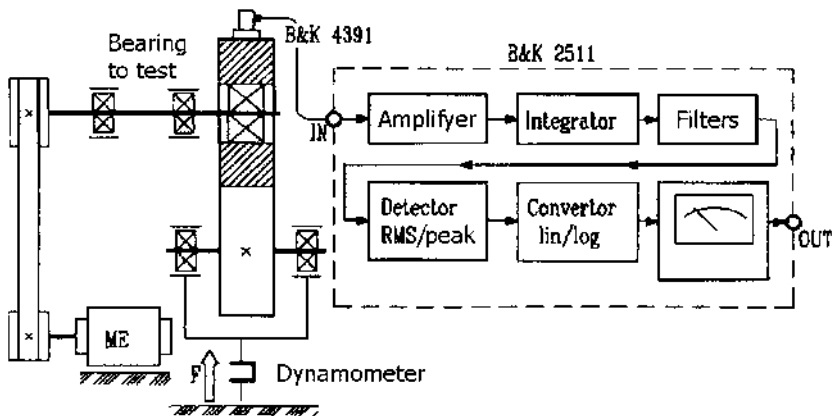 Bearing
to test
B&K 4391
B&K 2511
IN
Amplifyer
Integrator
Filters
Detector
RMS/peak
Convertor
lin/log
OUT
ME
F
Dynamometer